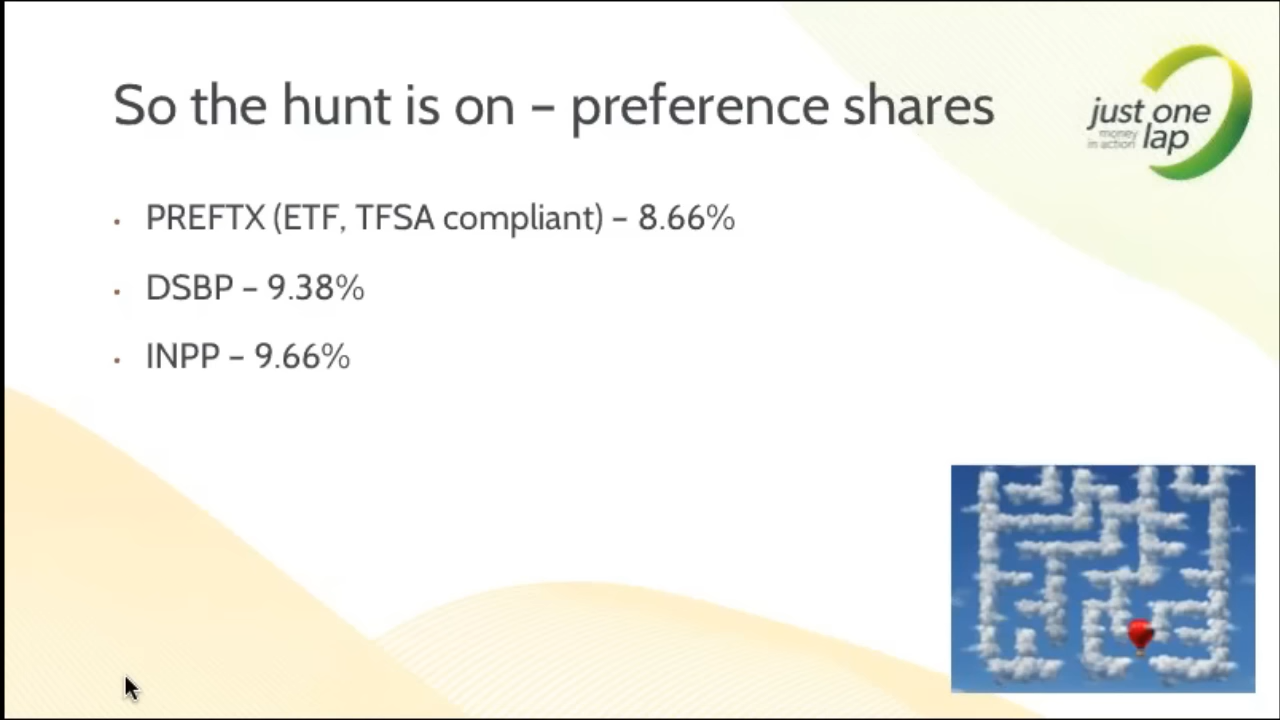 So the hunt is on – preference shares
just one
money
in action lap
• PREFTX (ETF, TFSA compliant) – 8.66%
• DSBP – 9.38%
• INPP – 9.66%